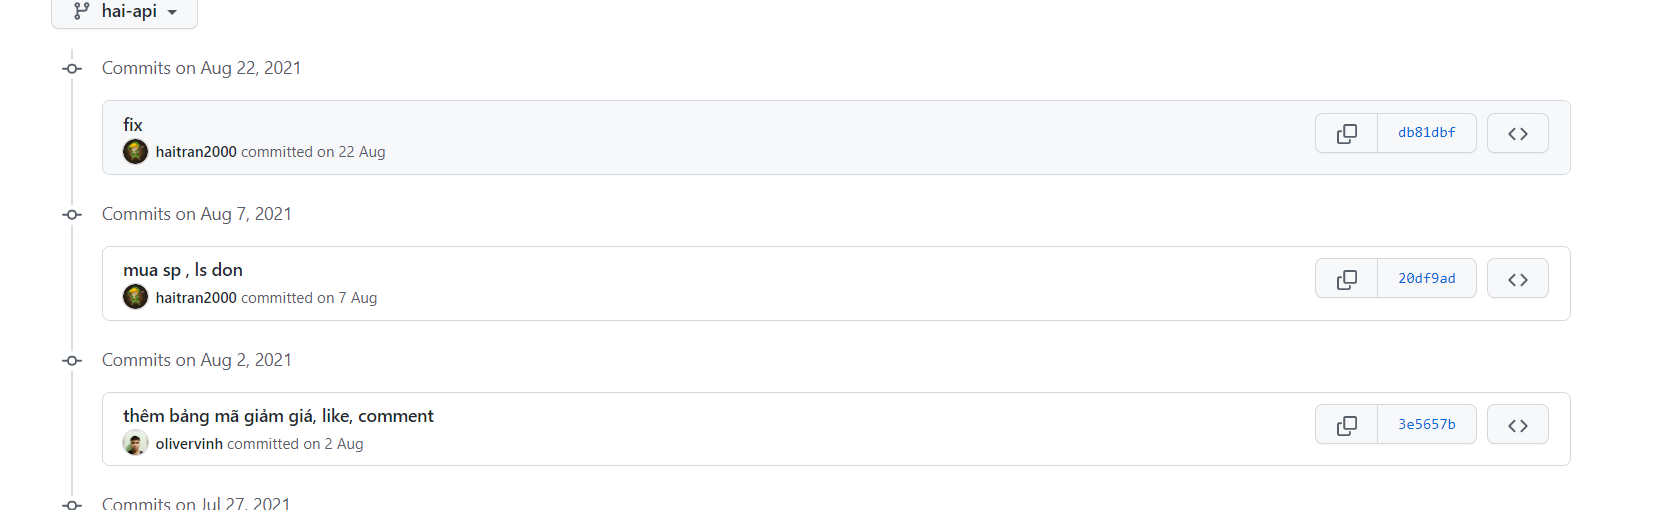 hai-api
Commits on Aug 22, 2021
fix
haitran2000 committed on 22 Aug
db81dbf
Commits on Aug 7, 2021
mua sp , ls don
haitran2000 committed on 7 Aug
20df9ad
Commits on Aug 2, 2021
thêm bảng mã giảm giá, like, comment
olivervinh committed on 2 Aug
3e5657b
Commits on Jul 27, 2021